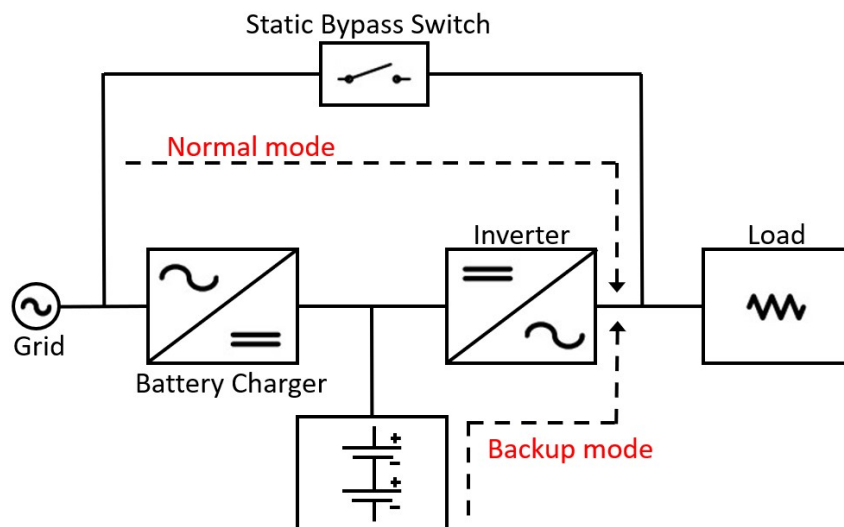 Static Bypass Switch
Normal mode
Inverter
Load
Grid
Battery Charger
+
-
+
-
Backup mode